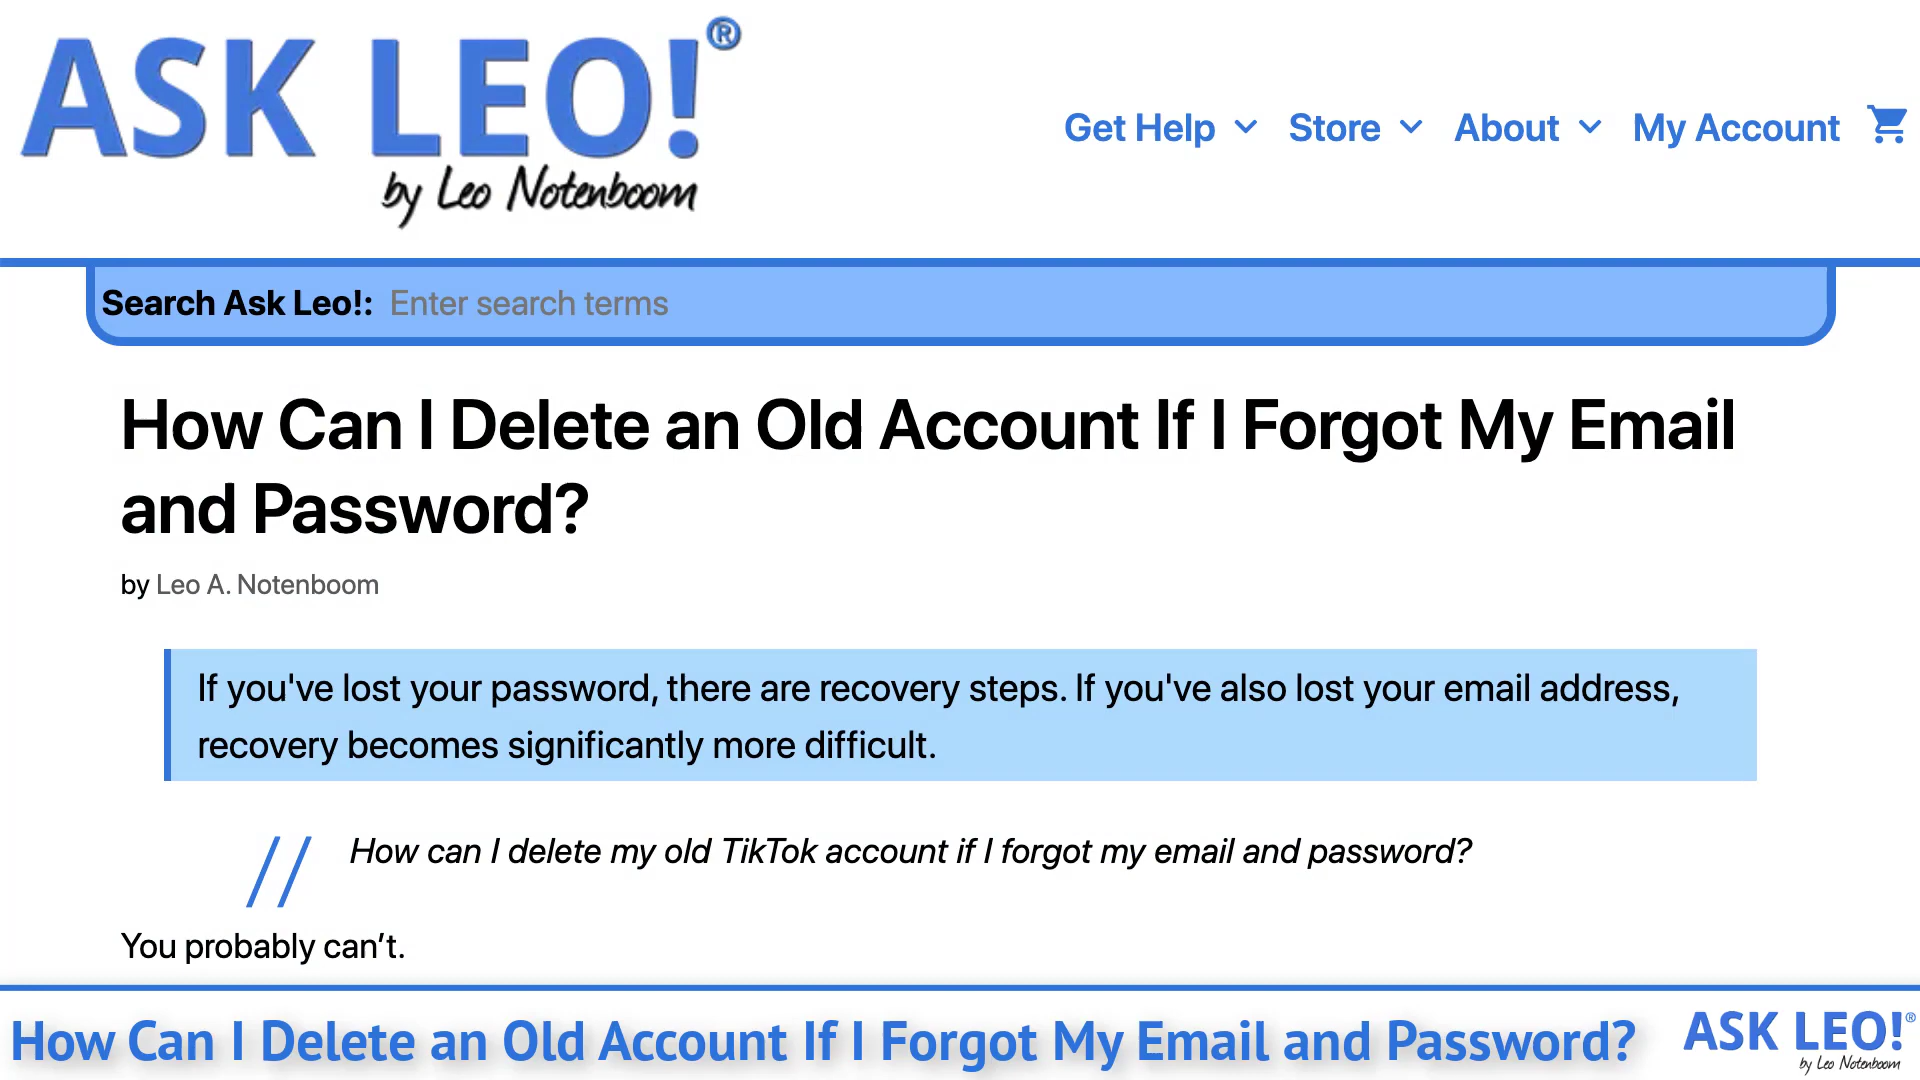 ASK LEO!®
by Leo Notenboom
Get Help Store About My Account
Search Ask Leo!: Enter search terms
How Can I Delete an Old Account If I Forgot My Email
and Password?
by Leo A. Notenboom
If you've lost your password, there are recovery steps. If you've also lost your email address,
recovery becomes significantly more difficult.
// How can I delete my old TikTok account if I forgot my email and password?
You probably can’t.
How Can I Delete an Old Account If I Forgot My Email and Password?
ASK LEO!®
by Leo Notenboom